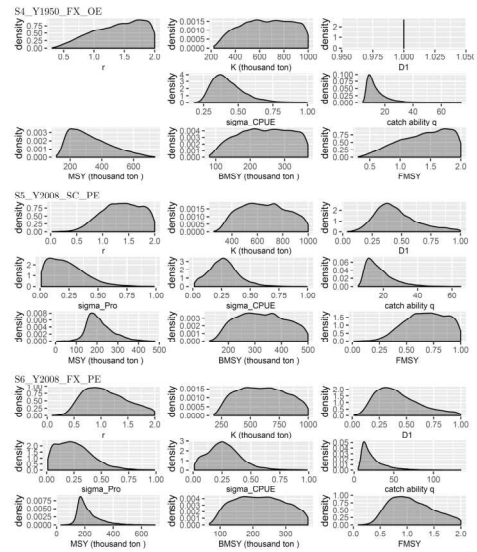 S4_Y1950_FX_OE
density 0.75 0.50 0.25 0.00 0.5 1.0 1.5 2.0 r
density 0.0015 0.0010 0.0005 0.0000 200 400 600 800 1000 K (thousand ton)
density 2 1 0 0.950 0.975 1.000 1.025 1.050 D1
density 4 3 2 1 0 0.25 0.50 0.75 1.00 sigma_CPUE
density 0.100 0.075 0.050 0.025 0.000 20 40 60 catch ability q
density 0.003 0.002 0.001 0.000 200 400 600 MSY (thousand ton )
density 0.004 0.003 0.002 0.001 0.000 100 200 300 BMSY (thousand ton )
density 0.75 0.50 0.25 0.00 0.5 1.0 1.5 2.0 FMSY
S5_Y2008_SC_PE
density 0.75 0.50 0.25 0.00 0.0 0.5 1.0 1.5 2.0 r
density 0.0015 0.0010 0.0005 0.0000 400 600 800 1000 K (thousand ton)
density 2 1 0 0.00 0.25 0.50 0.75 1.00 D1
density 2 1 0 0.00 0.25 0.50 0.75 1.00 sigma_Pro
density 3 2 1 0 0.00 0.25 0.50 0.75 1.00 sigma_CPUE
density 0.06 0.04 0.02 0.00 20 40 60 catch ability q
density 0.008 0.006 0.004 0.002 0.000 0 100 200 300 400 500 MSY (thousand ton )
density 0.003 0.002 0.001 0.000 200 300 400 500 BMSY (thousand ton )
density 1.5 1.0 0.5 0.0 0.00 0.25 0.50 0.75 1.00 FMSY
S6_Y2008_FX_PE
density 1.00 0.75 0.50 0.25 0.00 0.0 0.5 1.0 1.5 2.0 r
density 0.0015 0.0010 0.0005 0.0000 250 500 750 1000 K (thousand ton)
density 2.0 1.5 1.0 0.5 0.0 0.00 0.25 0.50 0.75 1.00 D1
density 2.0 1.5 1.0 0.5 0.0 0.00 0.25 0.50 0.75 1.00 sigma_Pro
density 3 2 1 0 0.00 0.25 0.50 0.75 1.00 sigma_CPUE
density 0.05 0.04 0.03 0.02 0.01 0.00 0 50 100 catch ability q
density 0.0075 0.0050 0.0025 0.0000 0 200 400 600 MSY (thousand ton )
density 0.004 0.003 0.002 0.001 0.000 100 200 300 BMSY (thousand ton )
density 1.00 0.75 0.50 0.25 0.00 0.0 0.5 1.0 1.5 2.0 FMSY